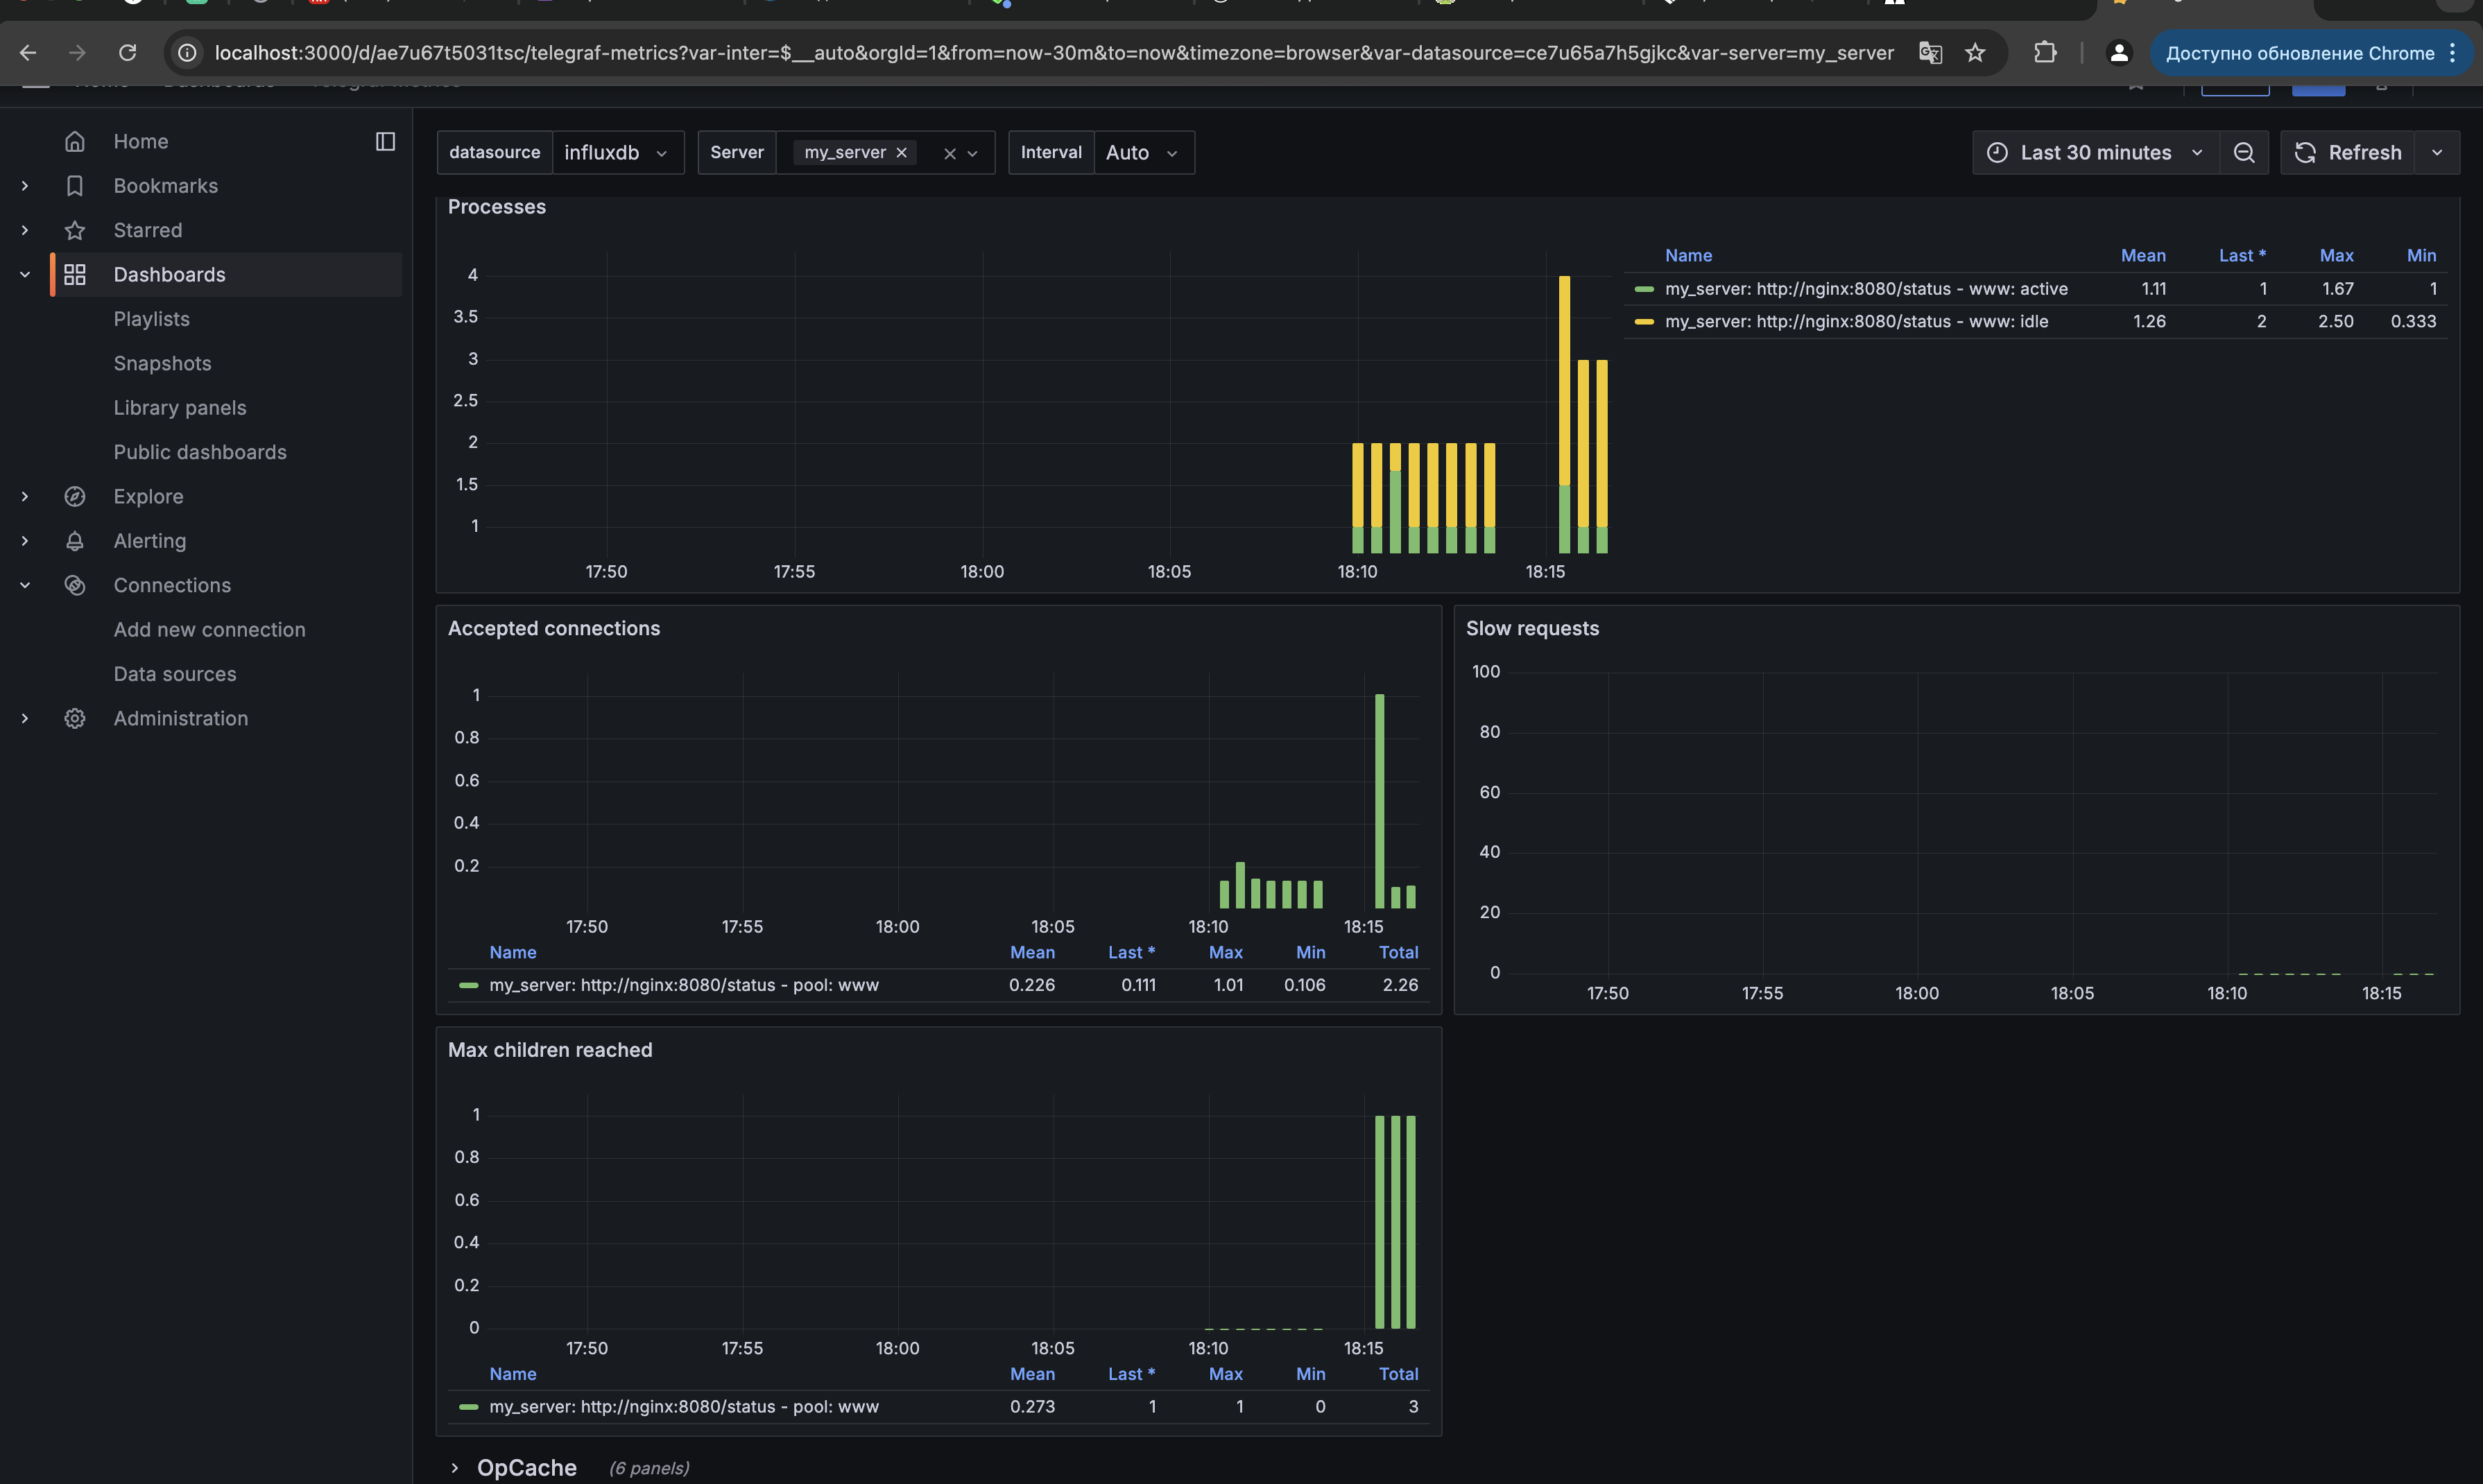 localhost:3000/d/ae7u67t5031tsc/telegraf-metrics?var-inter=$__auto&orgId=1&from=now-30m&to=now&timezone=browser&var-datasource=ce7u65a7h5gjkc&var-server=my_server
Доступно обновление Chrome
Home
Bookmarks
Starred
Dashboards
Playlists
Snapshots
Library panels
Public dashboards
Explore
Alerting
Connections
Add new connection
Data sources
Administration
datasource influxdb Server my_server Interval Auto Last 30 minutes Refresh
Processes
4
3.5
3
2.5
2
1.5
1
17:50 17:55 18:00 18:05 18:10 18:15
Name Mean Last * Max Min
my_server: http://nginx:8080/status - www: active 1.11 1 1.67 1
my_server: http://nginx:8080/status - www: idle 1.26 2 2.50 0.333
Accepted connections
1
0.8
0.6
0.4
0.2
17:50 17:55 18:00 18:05 18:10 18:15
Name Mean Last * Max Min Total
my_server: http://nginx:8080/status - pool: www 0.226 0.111 1.01 0.106 2.26
Slow requests
100
80
60
40
20
0
17:50 17:55 18:00 18:05 18:10 18:15
Max children reached
1
0.8
0.6
0.4
0.2
0
17:50 17:55 18:00 18:05 18:10 18:15
Name Mean Last * Max Min Total
my_server: http://nginx:8080/status - pool: www 0.273 1 1 0 3
OpCache (6 panels)